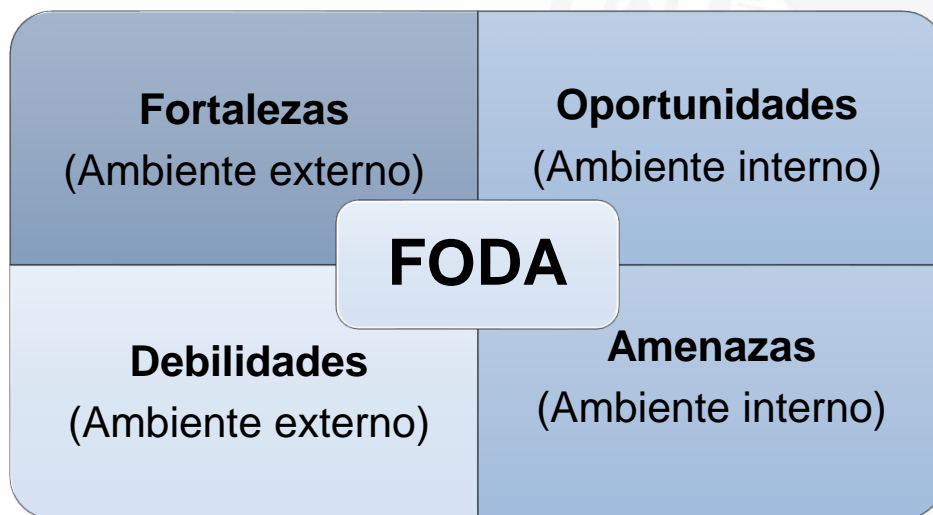 Fortalezas
(Ambiente externo)
Oportunidades
(Ambiente interno)
FODA
Debilidades
(Ambiente externo)
Amenazas
(Ambiente interno)